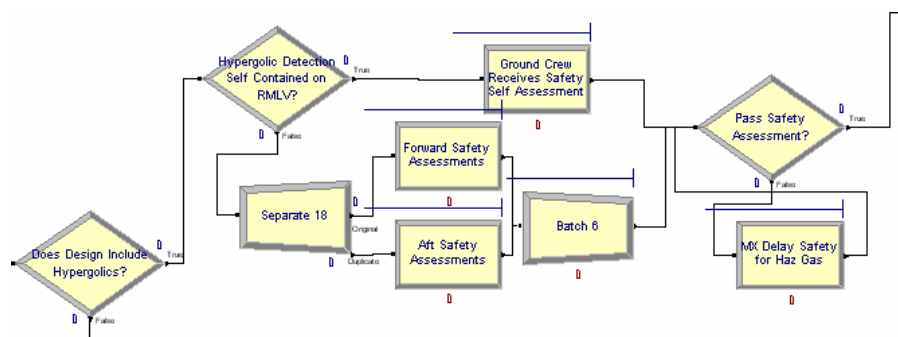 Hypergolic Detection
Self Contained on
RMLV?
True
False
Ground Crew
Receives Safety
Self Assessment
Pass Safety
Assessment?
True
False
Forward Safety
Assessments
Separate 18
Original
Duplicate
Aft Safety
Assessments
Batch 6
MX Delay Safety
for Haz Gas
Does Design Include
Hypergolics?
True
False